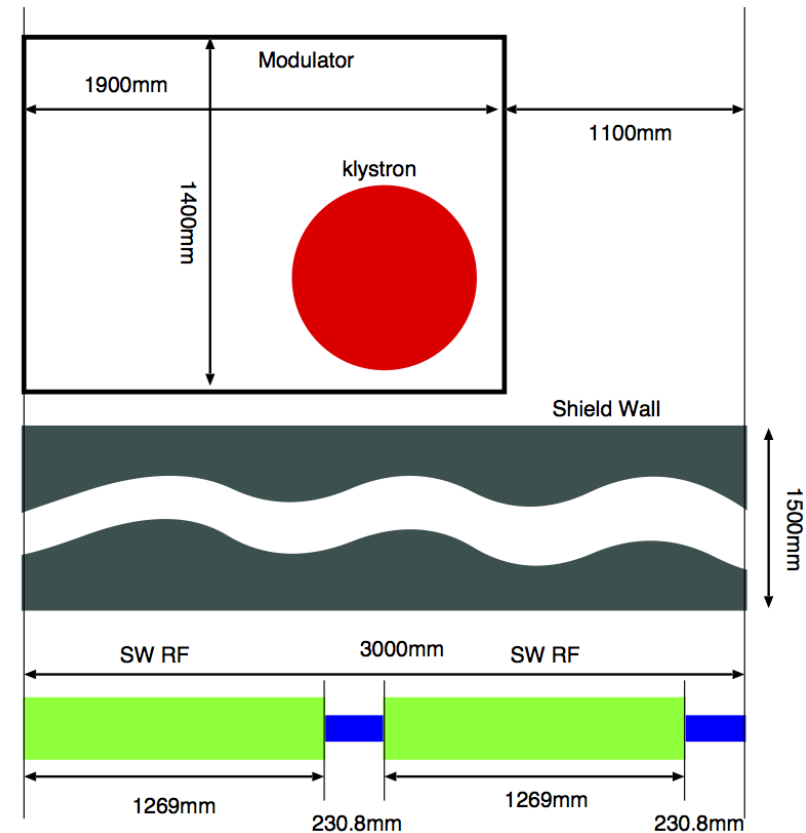 Modulator
1900mm
1100mm
klystron
1400mm
Shield Wall
1500mm
SW RF
3000mm
SW RF
1269mm
1269mm
230.8mm
230.8mm